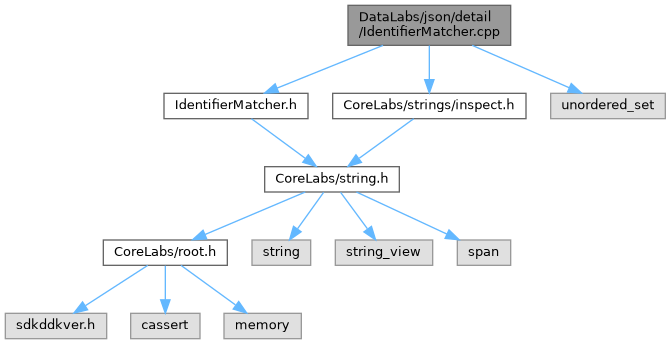 DataLabs/json/detail
/IdentifierMatcher.cpp
IdentifierMatcher.h
CoreLabs/strings/inspect.h
unordered_set
CoreLabs/string.h
CoreLabs/root.h
string
string_view
span
sdkddkver.h
cassert
memory